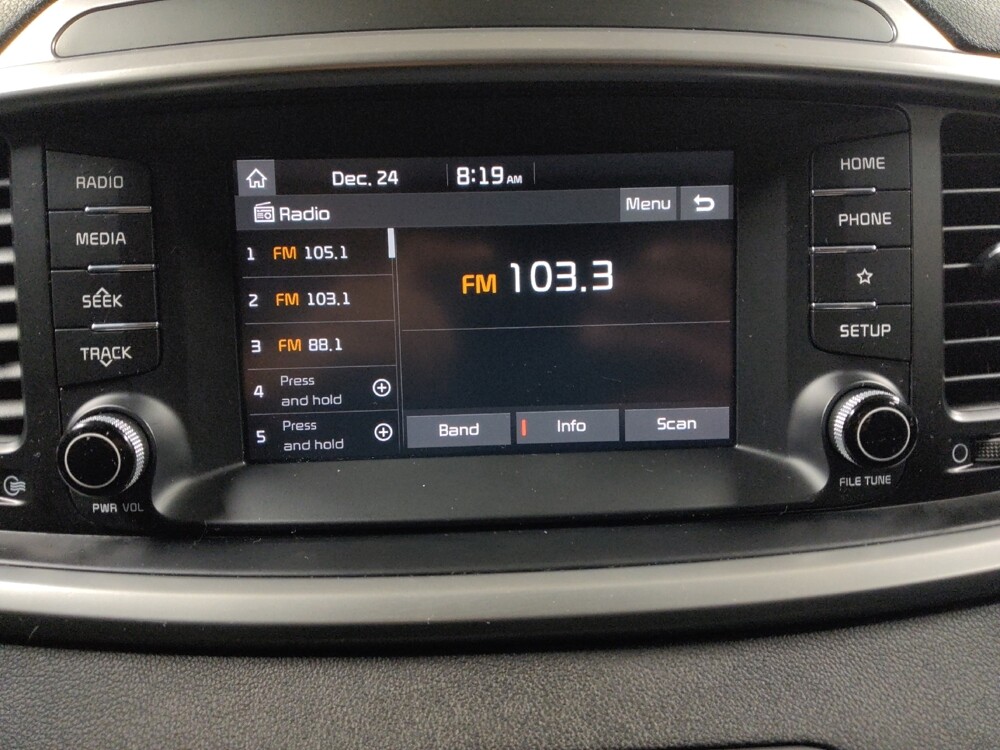 RADIO
MEDIA
SEEK
TRACK
PWR VOL
Dec. 24 8:19 AM
Radio Menu
1 FM 105.1
2 FM 103.1
3 FM 88.1
4 Press and hold
5 Press and hold
FM 103.3
Band Info Scan
HOME
PHONE
SETUP
FILE TUNE